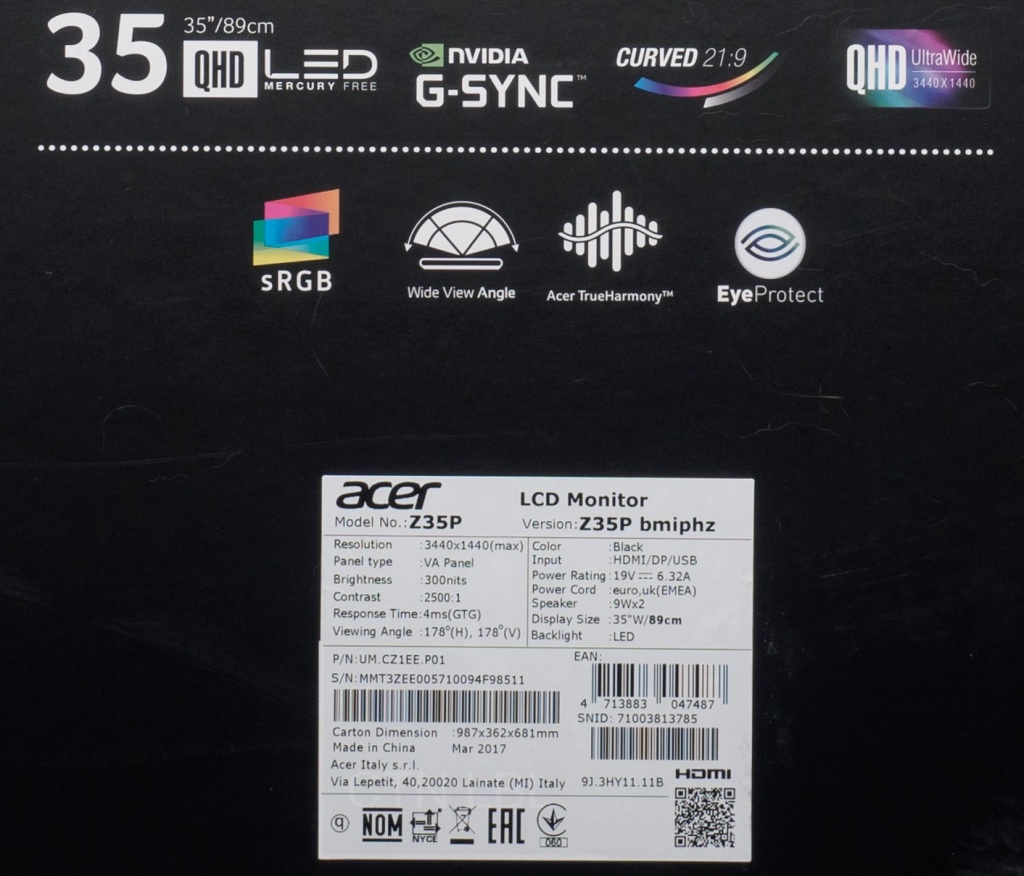 35
35"/89cm
QHD LED
MERCURY FREE
NVIDIA
G-SYNC™
CURVED 21:9
QHD UltraWide
3440X1440
sRGB
Wide View Angle
Acer TrueHarmony™
EyeProtect
acer LCD Monitor
Model No.:Z35P Version:Z35P bmiphz
Resolution :3440x1440(max)
Panel type :VA Panel
Brightness :300nits
Contrast :2500:1
Response Time:4ms(GTG)
Viewing Angle :178°(H), 178°(V)
Color :Black
Input :HDMI/DP/USB
Power Rating :19V⎓ 6.32A
Power Cord :euro,uk(EMEA)
Speaker :9Wx2
Display Size :35"W/89cm
Backlight :LED
P/N:UM.CZ1EE.P01
S/N:MMT3ZEE005710094F98511
EAN:
4 713883 047487
SNID: 71003813785
Carton Dimension :987x362x681mm
Made in China Mar 2017
Acer Italy s.r.l.
Via Lepetit, 40,20020 Lainate (MI) Italy
9J.3HY11.11B
HDMI
q NOM NYCE EAC 060